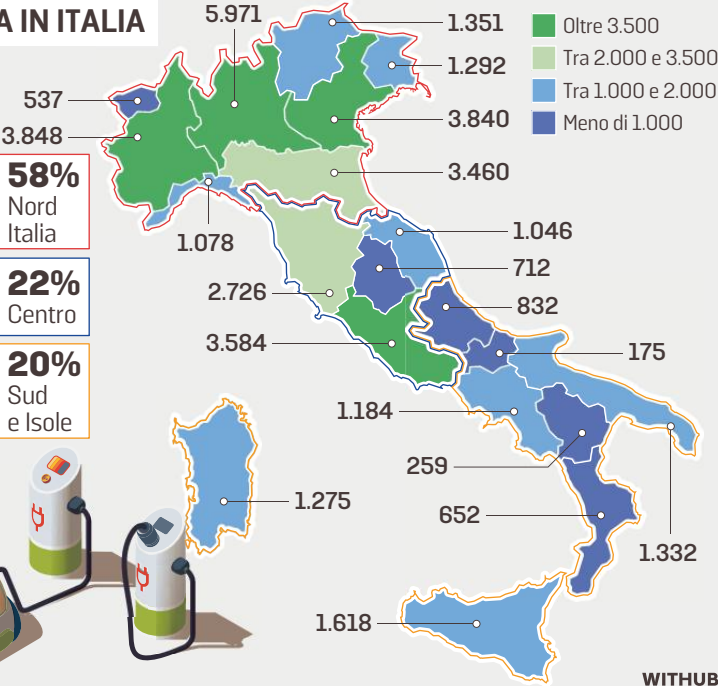 A IN ITALIA
5.971
1.351
Oltre 3.500
1.292
Tra 2.000 e 3.500
537
Tra 1.000 e 2.000
3.848
3.840
Meno di 1.000
58%
Nord
Italia
3.460
1.078
1.046
22%
Centro
712
2.726
832
3.584
175
20%
Sud
e Isole
1.184
259
1.275
652
1.332
1.618
WITHUB